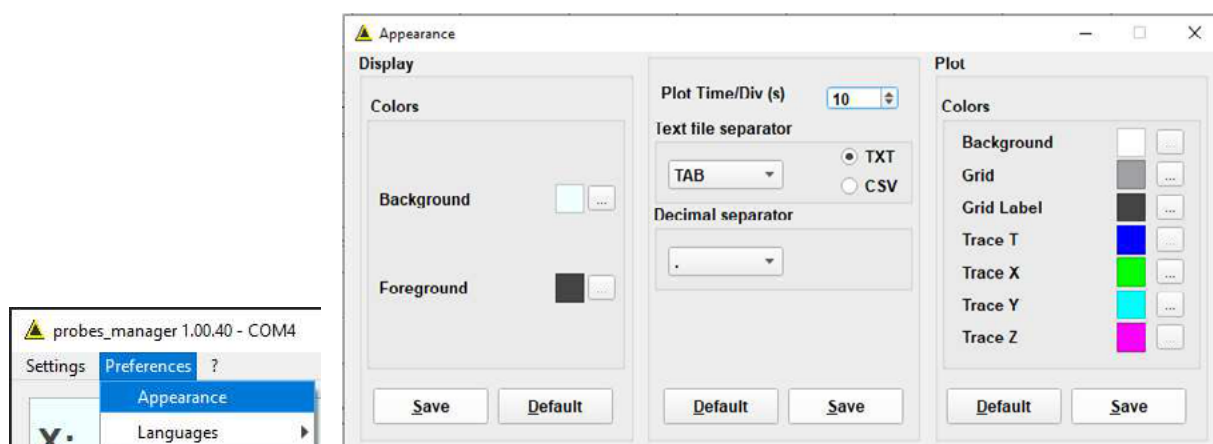 probes_manager 1.00.40 - COM4
Settings Preferences ?
Appearance
X: Languages
Appearance
Display
Colors
Background ...
Foreground ...
Save Default
Plot Time/Div (s) 10
Text file separator
TAB
TXT
CSV
Decimal separator
.
Default Save
Plot
Colors
Background ...
Grid ...
Grid Label ...
Trace T ...
Trace X ...
Trace Y ...
Trace Z ...
Default Save